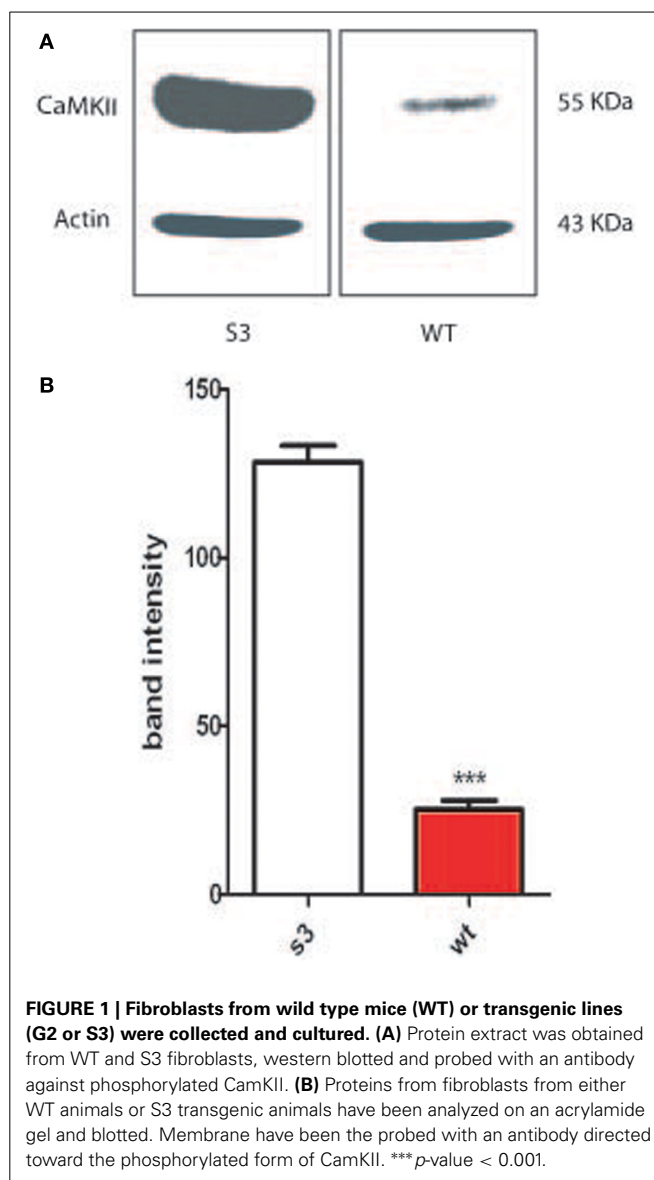 A
CaMKII
55 KDa
Actin
43 KDa
S3
WT
B
150
100
50
0
band intensity
***
s3
wt
FIGURE 1 | Fibroblasts from wild type mice (WT) or transgenic lines
(G2 or S3) were collected and cultured. (A) Protein extract was obtained
from WT and S3 fibroblasts, western blotted and probed with an antibody
against phosphorylated CamKII. (B) Proteins from fibroblasts from either
WT animals or S3 transgenic animals have been analyzed on an acrylamide
gel and blotted. Membrane have been the probed with an antibody directed
toward the phosphorylated form of CamKII. ***p-value < 0.001.